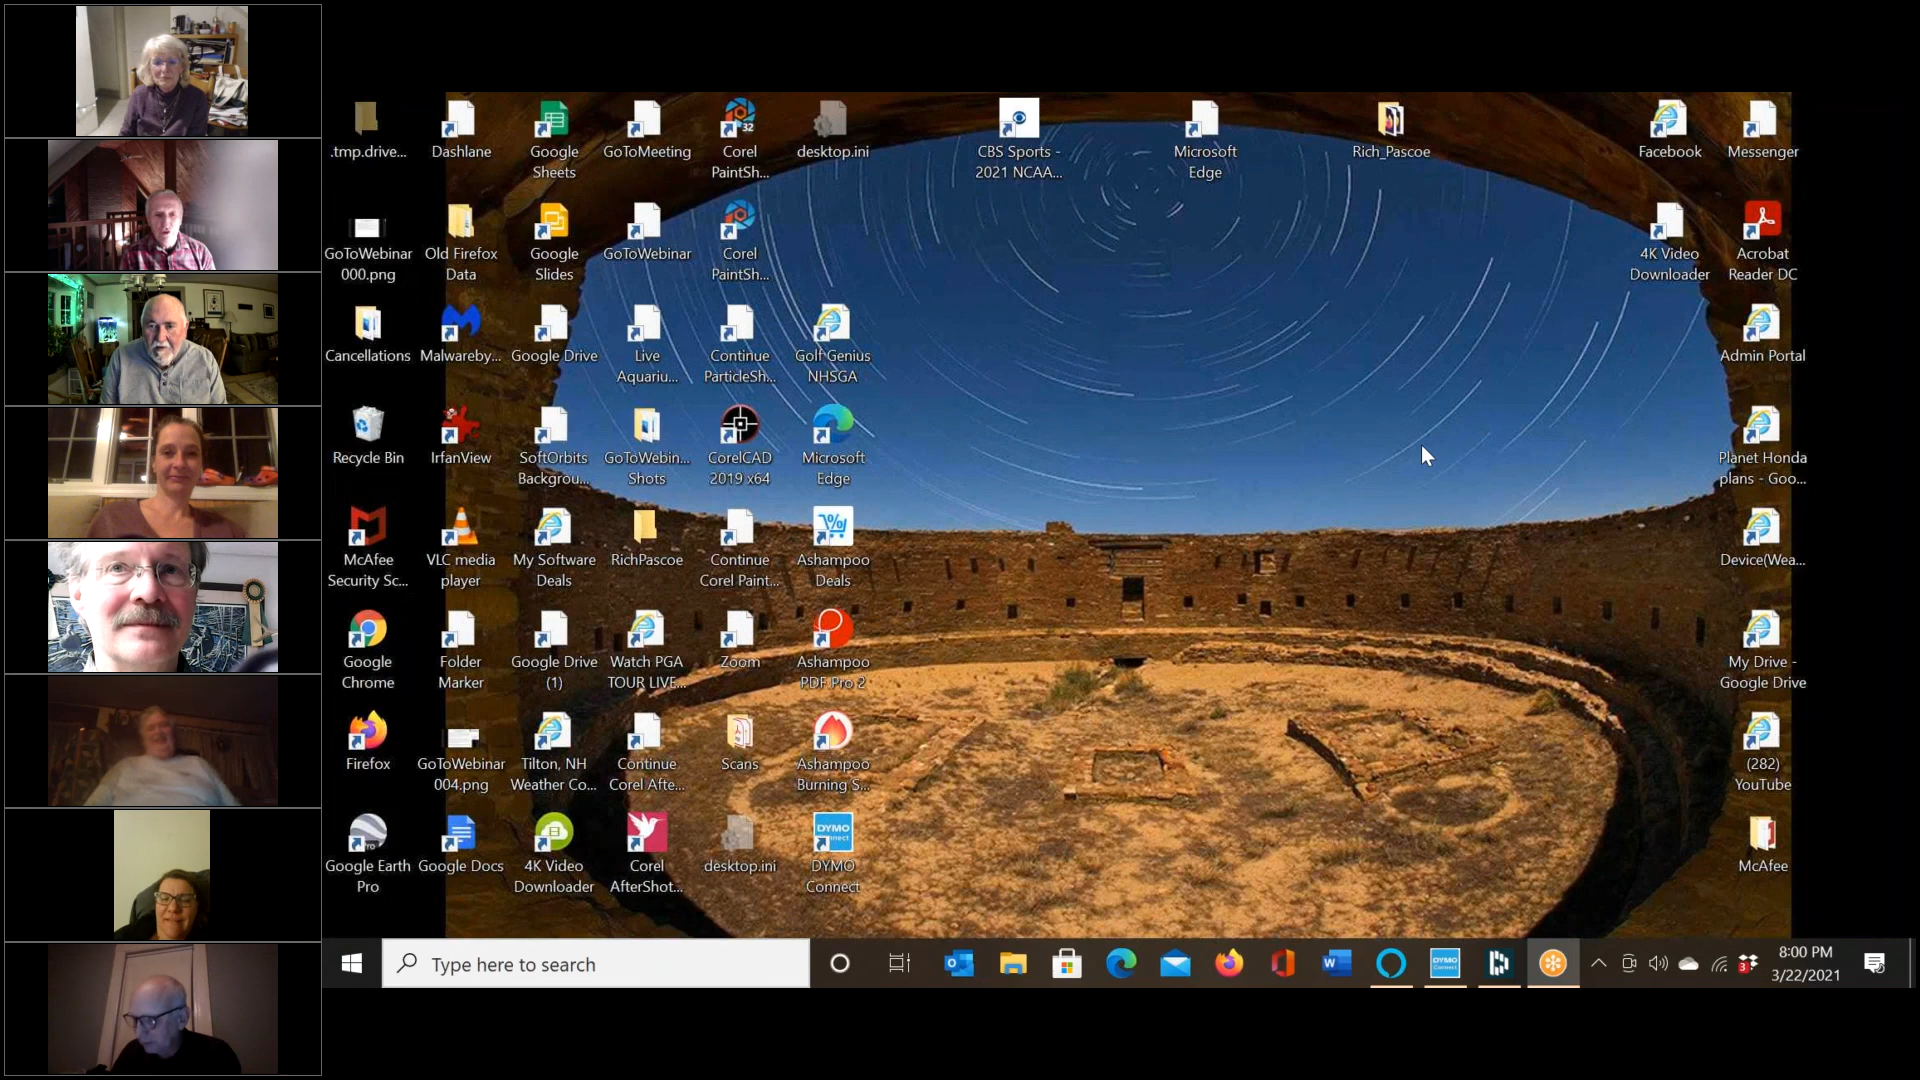 .tmp.drive...
Dashlane
Google
Sheets
GoToMeeting
32
Corel
PaintSh...
desktop.ini
CBS Sports -
2021 NCAA...
Microsoft
Edge
Rich_Pascoe
Facebook
Messenger
GoToWebinar
000.png
Old Firefox
Data
Google
Slides
GoToWebinar
Corel
PaintSh...
4K Video
Downloader
Acrobat
Reader DC
Cancellations
Malwareby...
Google Drive
Live
Aquariu...
Continue
ParticleSh...
Golf Genius
NHSGA
Admin Portal
Recycle Bin
IrfanView
SoftOrbits
Backgrou...
GoToWebin...
Shots
CorelCAD
2019 x64
Microsoft
Edge
Planet Honda
plans - Goo...
McAfee
Security Sc...
VLC media
player
My Software
Deals
RichPascoe
Continue
Corel Paint...
Ashampoo
Deals
Device(Wea...
Google
Chrome
Folder
Marker
Google Drive
(1)
Watch PGA
TOUR LIVE...
Zoom
Ashampoo
PDF Pro 2
My Drive -
Google Drive
Firefox
GoToWebinar
004.png
Tilton, NH
Weather Co...
Continue
Corel Afte...
Scans
Ashampoo
Burning S...
(282)
YouTube
Google Earth
Pro
Google Docs
4K Video
Downloader
Corel
AfterShot...
desktop.ini
DYMO
Connect
McAfee
Type here to search
8:00 PM
3/22/2021